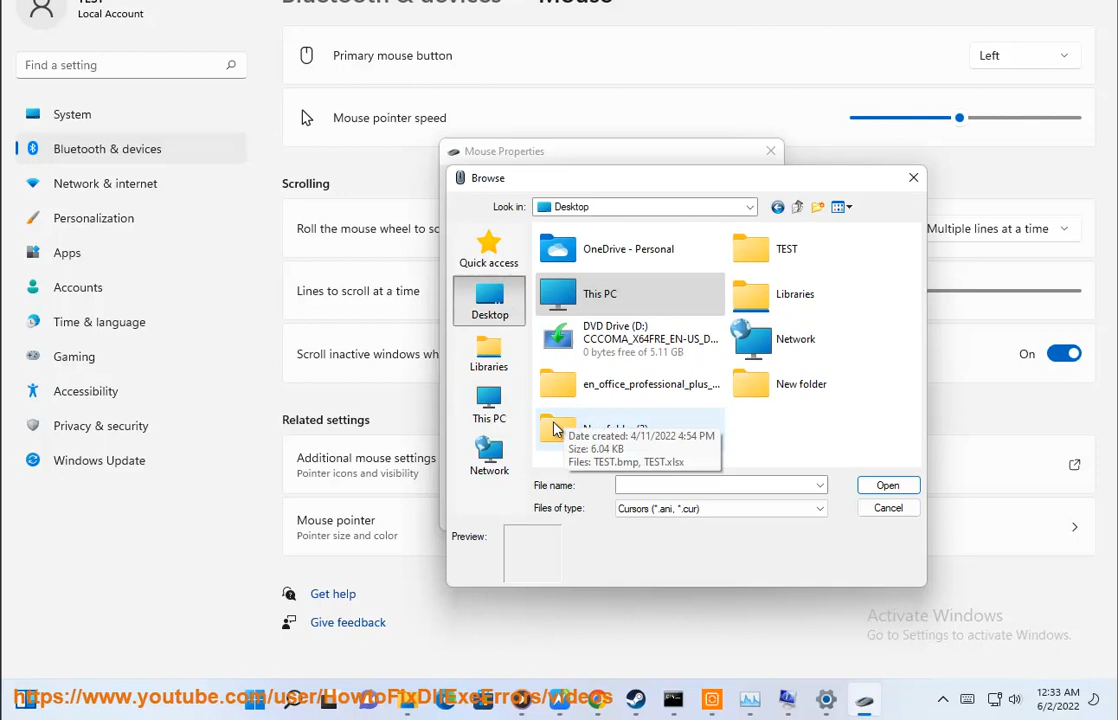 Bluetooth & devices
Mouse
TEST
Local Account
Find a setting
System
Bluetooth & devices
Network & internet
Personalization
Apps
Accounts
Time & language
Gaming
Accessibility
Privacy & security
Windows Update
Primary mouse button
Left
Mouse pointer speed
Scrolling
Roll the mouse wheel to sc
Multiple lines at a time
Lines to scroll at a time
Scroll inactive windows wh
On
Related settings
Additional mouse settings
Pointer icons and visibility
Mouse pointer
Pointer size and color
Get help
Give feedback
Mouse Properties
Browse
Look in:
Desktop
Quick access
Desktop
Libraries
This PC
Network
OneDrive - Personal
TEST
This PC
Libraries
DVD Drive (D:)
CCCOMA_X64FRE_EN-US_D...
0 bytes free of 5.11 GB
Network
en_office_professional_plus_...
New folder
Date created: 4/11/2022 4:54 PM
Size: 6.04 KB
Files: TEST.bmp, TEST.xlsx
File name:
Open
Files of type:
Cursors (*.ani, *.cur)
Cancel
Preview:
Activate Windows
Go to Settings to activate Windows.
https://www.youtube.com/user/HowtoFixDllExeErrors/videos
12:33 AM
6/2/2022